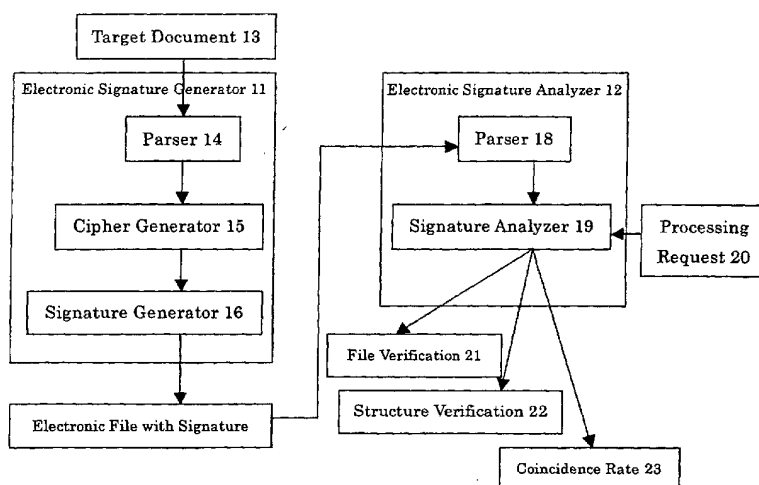 Target Document 13
Electronic Signature Generator 11
Parser 14
Cipher Generator 15
Signature Generator 16
Electronic File with Signature
Electronic Signature Analyzer 12
Parser 18
Signature Analyzer 19
Processing
Request 20
File Verification 21
Structure Verification 22
Coincidence Rate 23